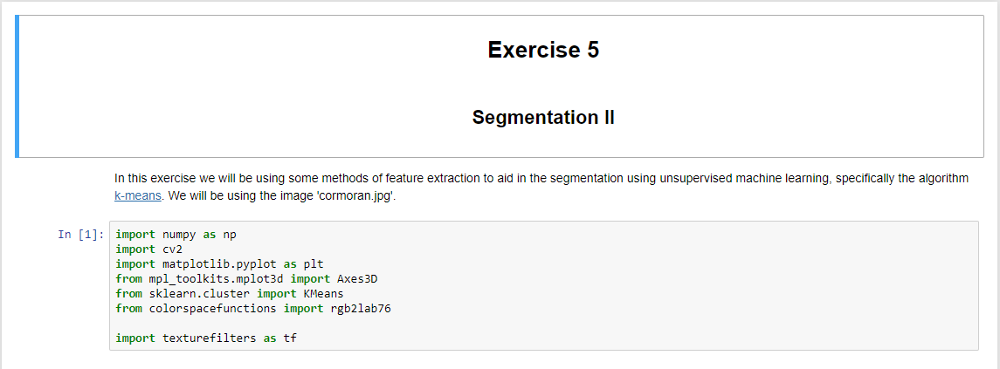 Exercise 5
Segmentation II
In this exercise we will be using some methods of feature extraction to aid in the segmentation using unsupervised machine learning, specifically the algorithm
k-means. We will be using the image 'cormoran.jpg'.
In [1]:
import numpy as np
import cv2
import matplotlib.pyplot as plt
from mpl_toolkits.mplot3d import Axes3D
from sklearn.cluster import KMeans
from colorspacefunctions import rgb2lab76
import texturefilters as tf